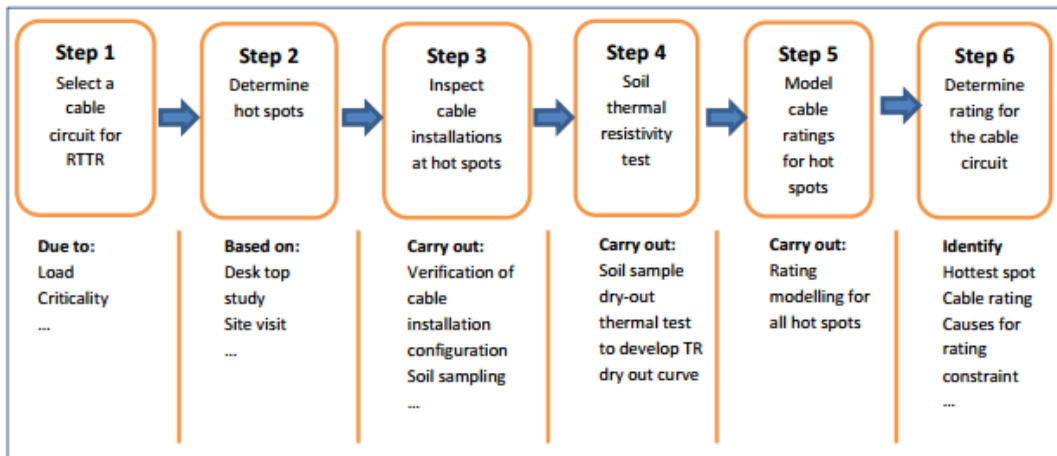 Step 1
Select a
cable
circuit for
RTTR
Step 2
Determine
hot spots
Step 3
Inspect
cable
installations
at hot spots
Step 4
Soil
thermal
resistivity
test
Step 5
Model
cable
ratings
for hot
spots
Step 6
Determine
rating for
the cable
circuit
Due to:
Load
Criticality
...
Based on:
Desk top
study
Site visit
...
Carry out:
Verification of
cable
installation
configuration
Soil sampling
...
Carry out:
Soil sample
dry-out
thermal test
to develop TR
dry out curve
Carry out:
Rating
modelling for
all hot spots
Identify
Hottest spot
Cable rating
Causes for
rating
constraint
...